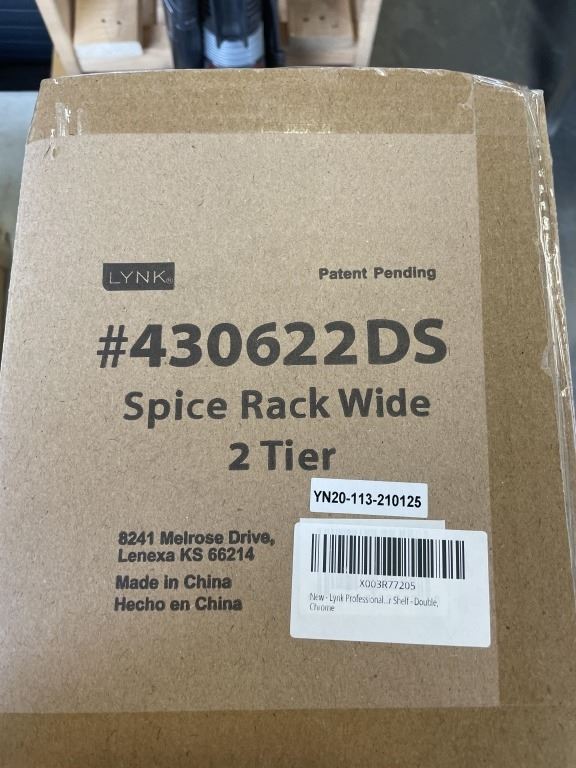 LYNK®
Patent Pending
#430622DS
Spice Rack Wide
2 Tier
YN20-113-210125
8241 Melrose Drive,
Lenexa KS 66214
Made in China
Hecho en China
X003R77205
New - Lynk Professional...r Shelf - Double,
Chrome